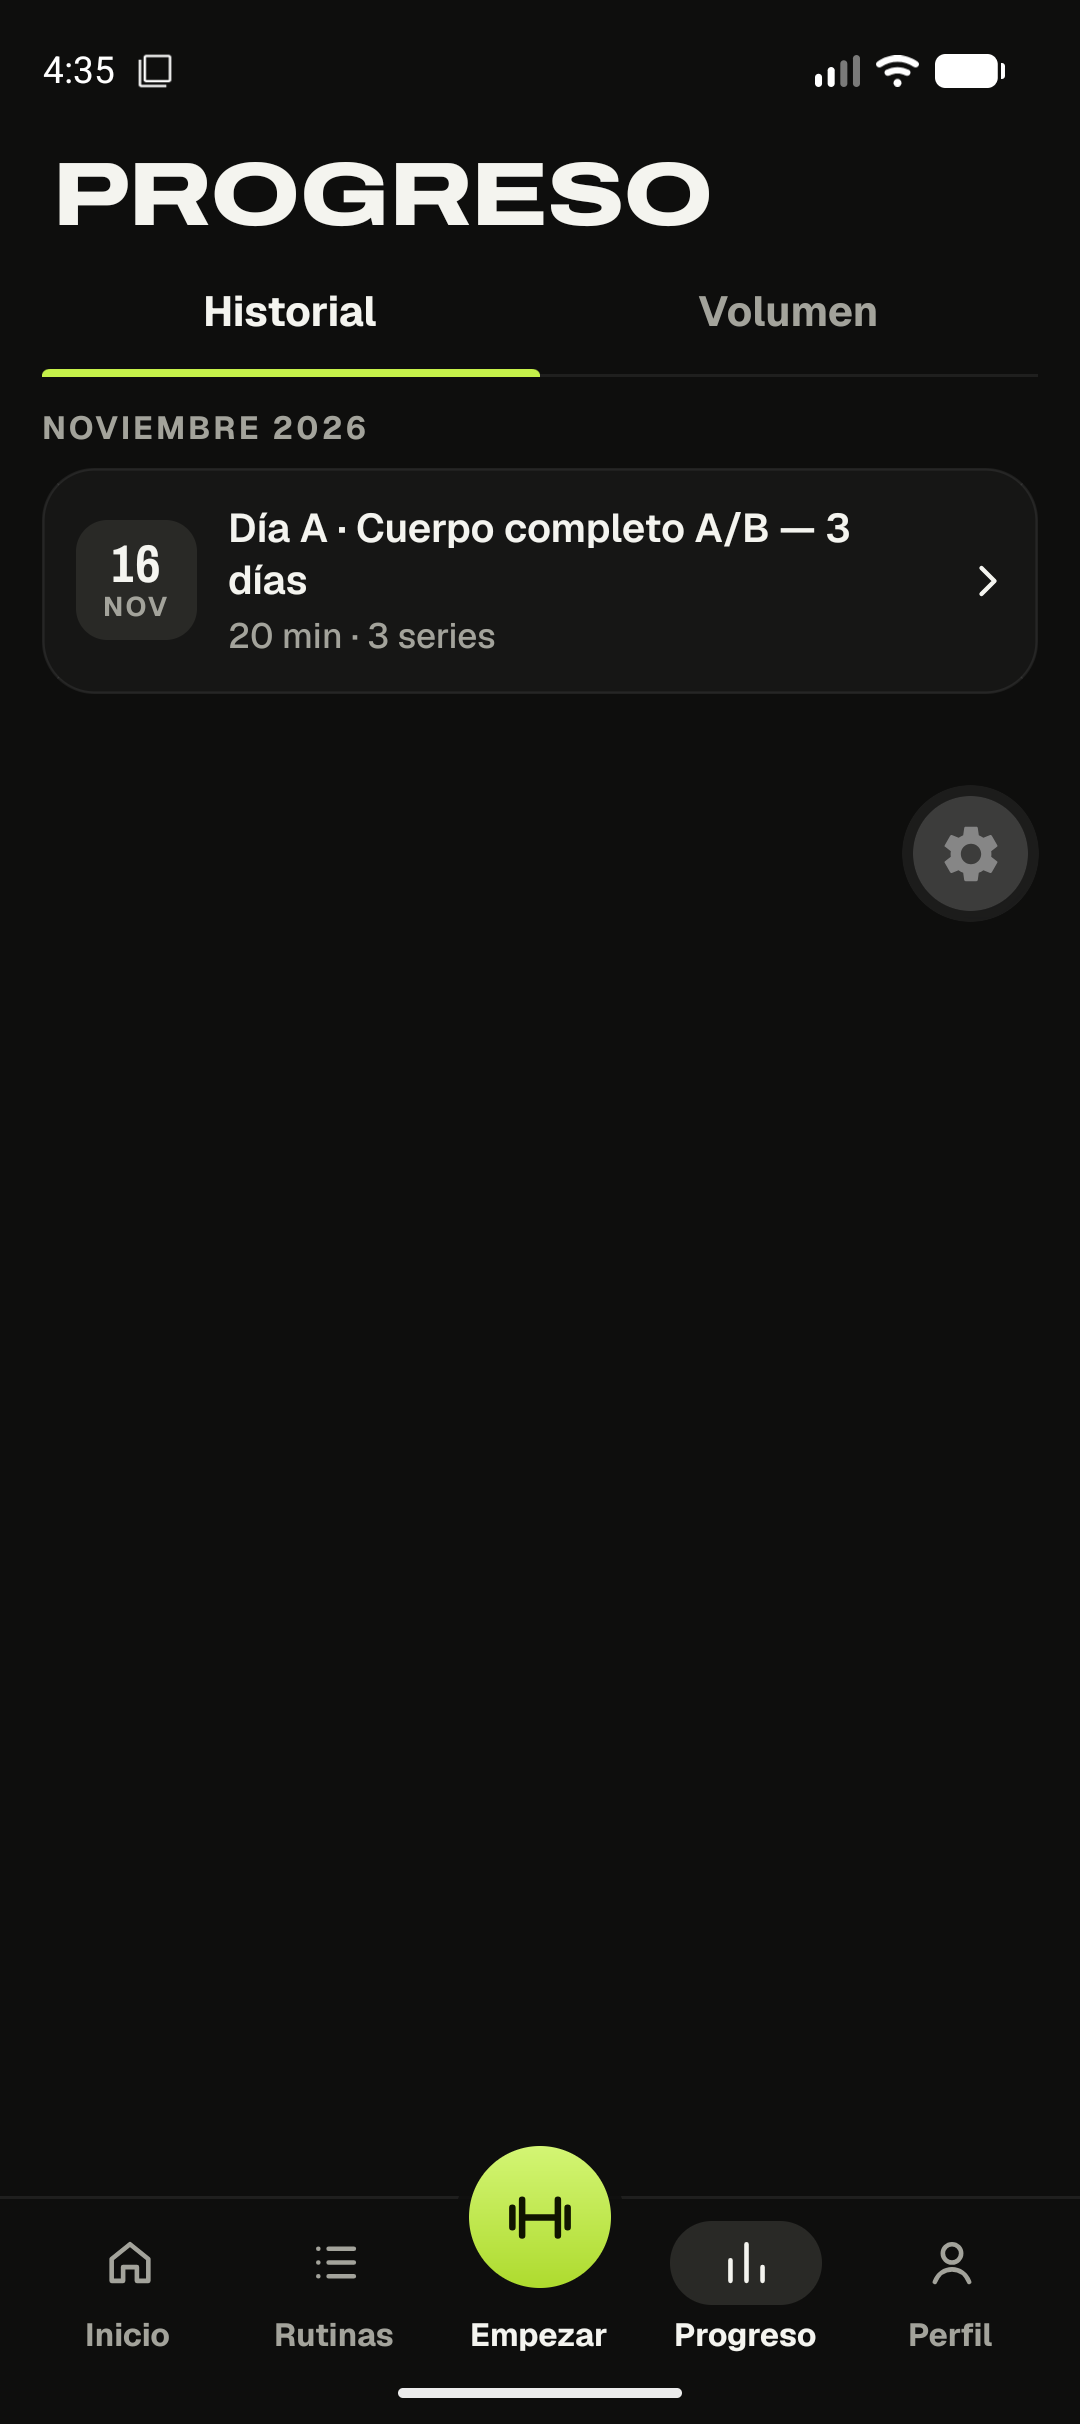 4:35
PROGRESO
Historial
Volumen
NOVIEMBRE 2026
16
NOV
Día A · Cuerpo completo A/B — 3
días
20 min · 3 series
Inicio
Rutinas
Empezar
Progreso
Perfil